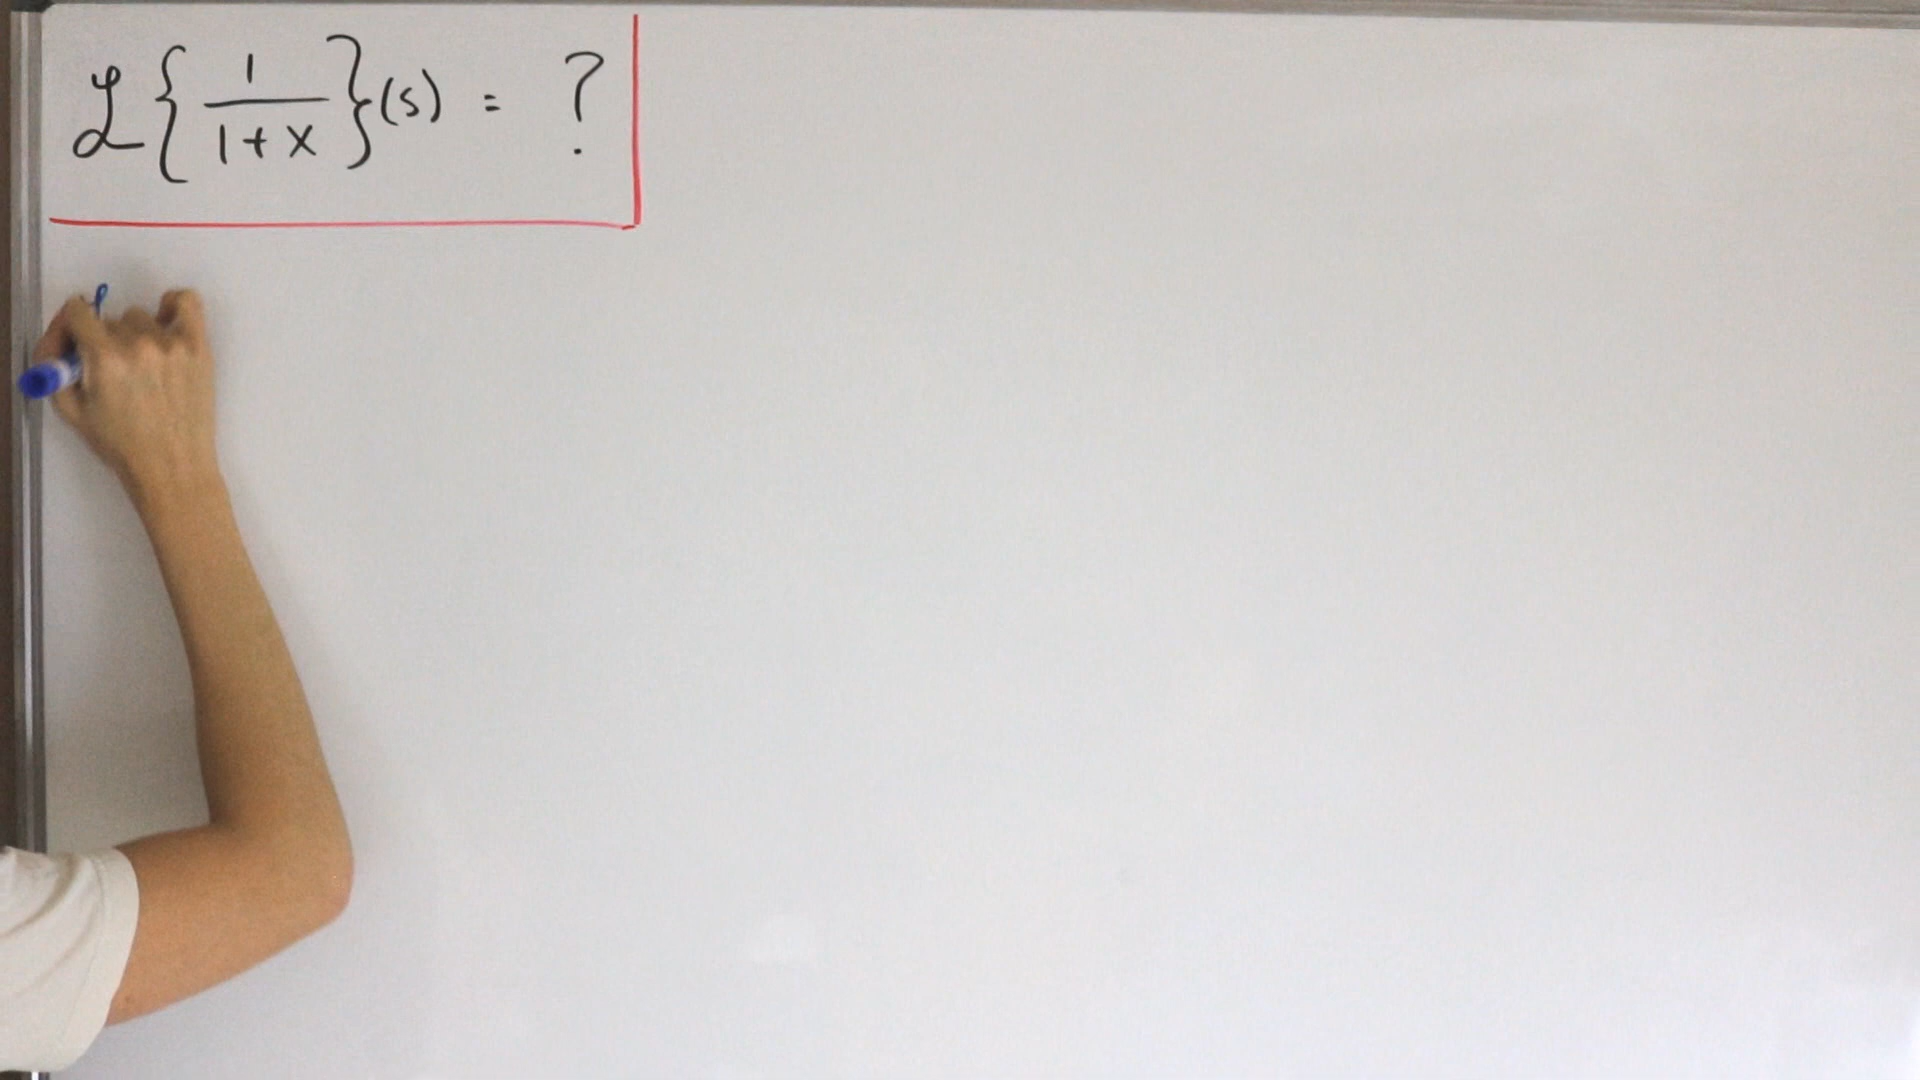 ℒ{1/(1+x)}(s) = ?